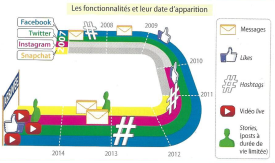 Les fonctionnalités et leur date d'apparition
Facebook
Twitter
Instagram
Snapchat
2007
2008
2009
2010
2011
2012
2013
2014
Messages
Likes
Hashtags
Vidéo live
Stories,
(posts à
durée de
vie limitée)